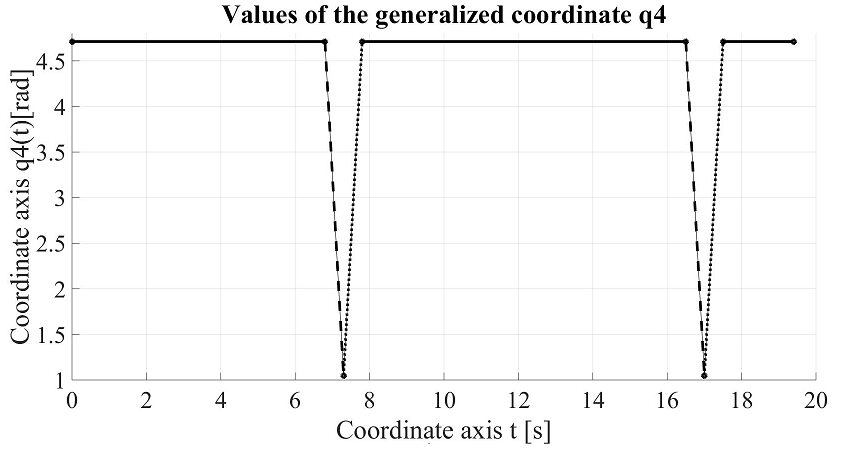 Values of the generalized coordinate q4
Coordinate axis q4(t)[rad]
4.5
4
3.5
3
2.5
2
1.5
1
0 2 4 6 8 10 12 14 16 18 20
Coordinate axis t [s]